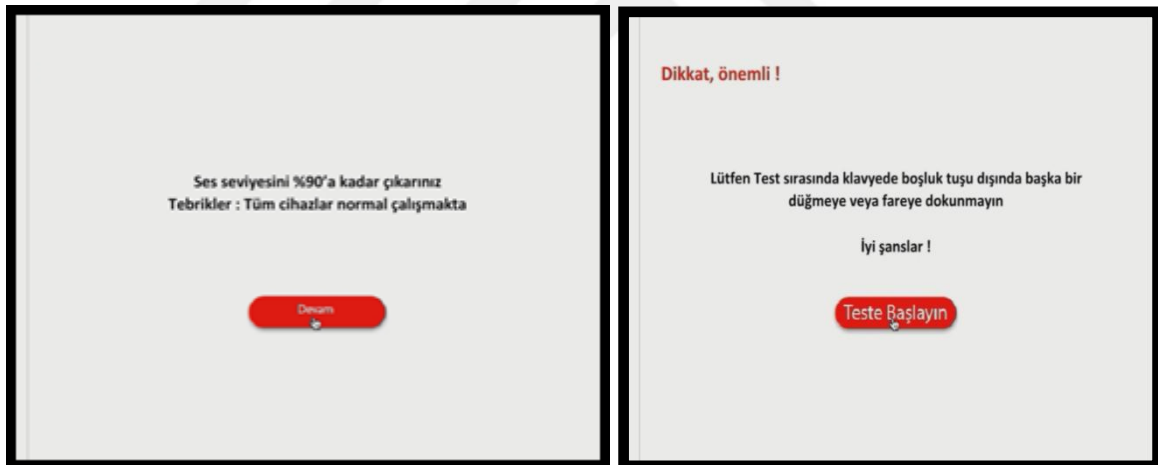 Ses seviyesini %90'a kadar çıkarınız
Tebrikler : Tüm cihazlar normal çalışmakta
Devam
Dikkat, önemli !
Lütfen Test sırasında klavyede boşluk tuşu dışında başka bir
düğmeye veya fareye dokunmayın
İyi şanslar !
Teste Başlayın